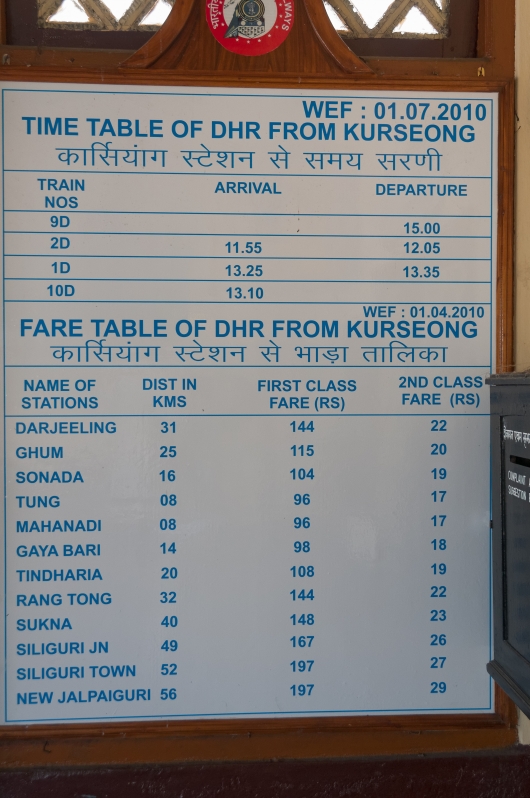 WEF : 01.07.2010
TIME TABLE OF DHR FROM KURSEONG
कार्सियांग स्टेशन से समय सरणी
TRAIN NOS ARRIVAL DEPARTURE
9D 15.00
2D 11.55 12.05
1D 13.25 13.35
10D 13.10
WEF : 01.04.2010
FARE TABLE OF DHR FROM KURSEONG
कार्सियांग स्टेशन से भाड़ा तालिका
NAME OF STATIONS DIST IN KMS FIRST CLASS FARE (RS) 2ND CLASS FARE (RS)
DARJEELING 31 144 22
GHUM 25 115 20
SONADA 16 104 19
TUNG 08 96 17
MAHANADI 08 96 17
GAYA BARI 14 98 18
TINDHARIA 20 108 19
RANG TONG 32 144 22
SUKNA 40 148 23
SILIGURI JN 49 167 26
SILIGURI TOWN 52 197 27
NEW JALPAIGURI 56 197 29
COMPLAINT